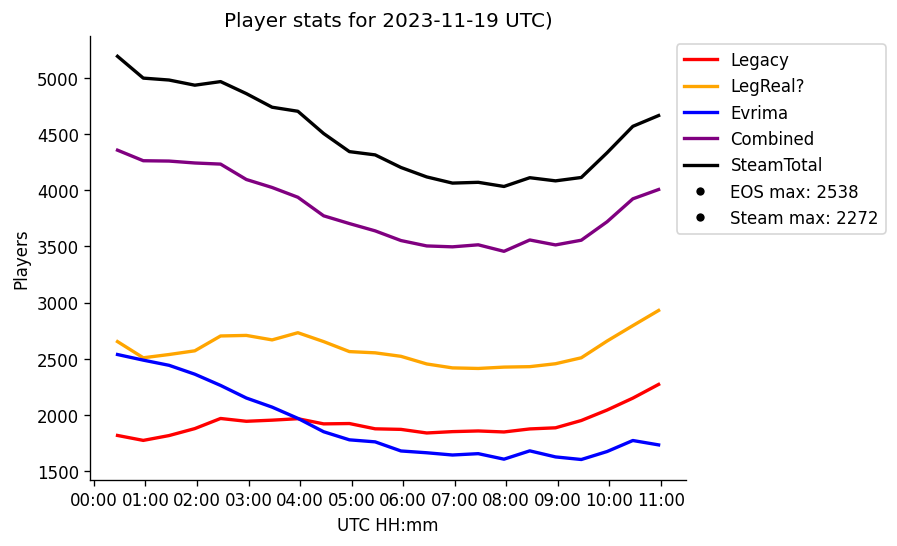 Player stats for 2023-11-19 UTC)
Legacy
LegReal?
Evrima
Combined
SteamTotal
EOS max: 2538
Steam max: 2272
Players
5000
4500
4000
3500
3000
2500
2000
1500
00:00 01:00 02:00 03:00 04:00 05:00 06:00 07:00 08:00 09:00 10:00 11:00
UTC HH:mm